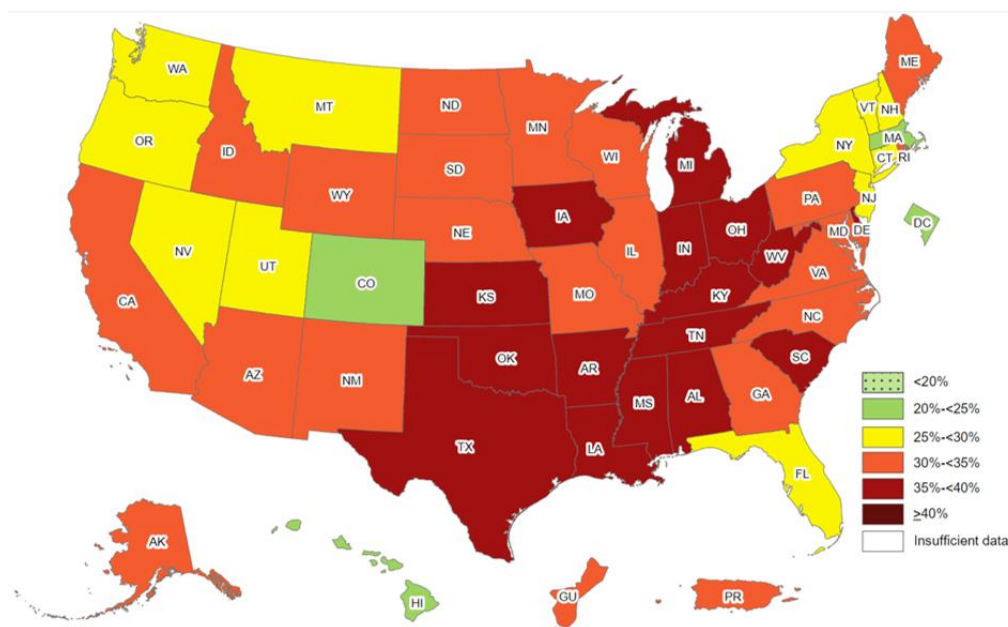 WA
MT
ND
MN
ME
OR
ID
SD
WI
MI
VT
NH
NY
MA
CT
RI
WY
IA
PA
NJ
NE
NV
UT
CO
IL
IN
OH
WV
MD
DE
DC
CA
KS
MO
KY
VA
AZ
NM
OK
AR
TN
NC
SC
TX
LA
MS
AL
GA
FL
AK
HI
GU
PR
<20%
20%-<25%
25%-<30%
30%-<35%
35%-<40%
≥40%
Insufficient data